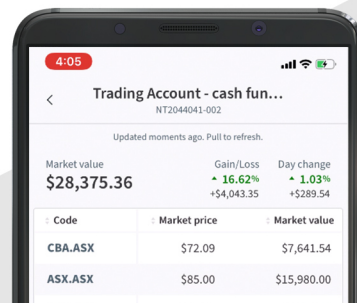 4:05
Trading Account - cash fun...
NT2044041-002
Updated moments ago. Pull to refresh.
Market value Gain/Loss Day change
$28,375.36 16.62% 1.03%
+$4,043.35 +$289.54
Code Market price Market value
CBA.ASX $72.09 $7,641.54
ASX.ASX $85.00 $15,980.00